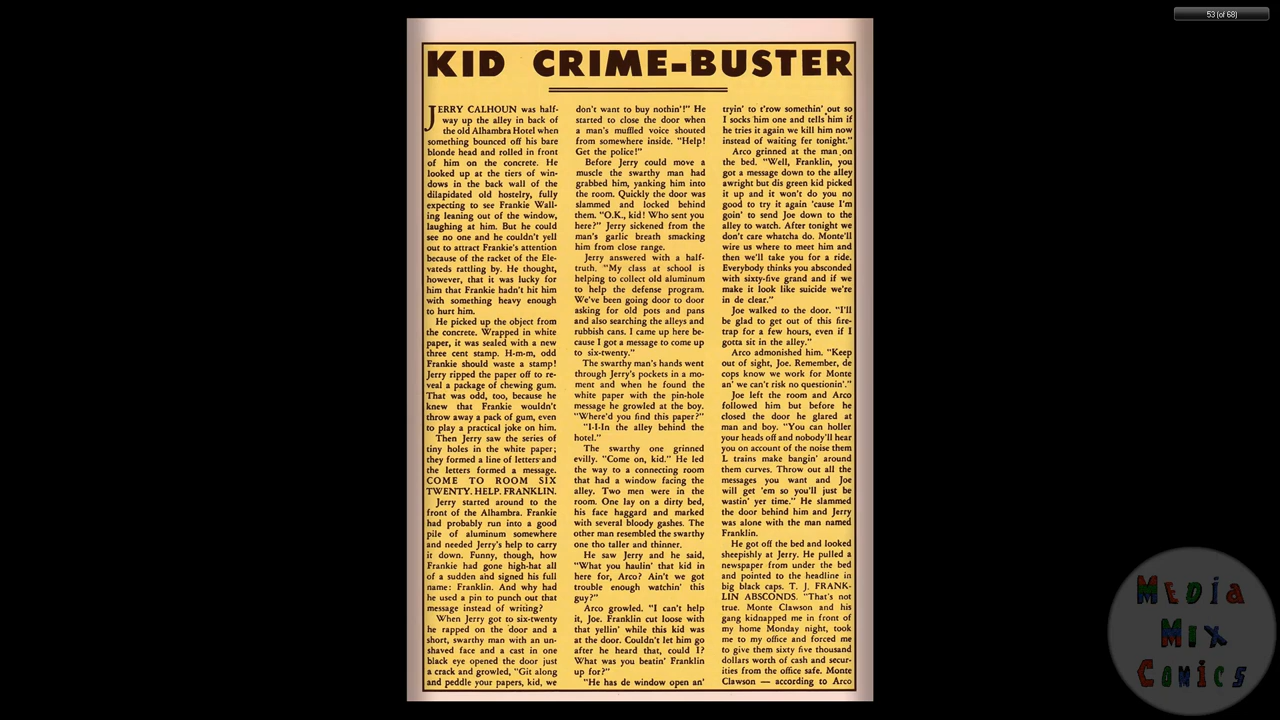 53 (of 68)
KID CRIME-BUSTER
JERRY CALHOUN was half-
way up the alley in back of
the old Alhambra Hotel when
something bounced off his bare
blonde head and rolled in front
of him on the concrete. He
looked up at the tiers of win-
dows in the back wall of the
dilapidated old hostelry, fully
expecting to see Frankie Wall-
ing leaning out of the window,
laughing at him. But he could
see no one and he couldn't yell
out to attract Frankie's attention
because of the racket of the Ele-
vateds rattling by. He thought,
however, that it was lucky for
him that Frankie hadn't hit him
with something heavy enough
to hurt him.
He picked up the object from
the concrete. Wrapped in white
paper, it was sealed with a new
three cent stamp. H-m-m, odd
Frankie should waste a stamp!
Jerry ripped the paper off to re-
veal a package of chewing gum.
That was odd, too, because he
knew that Frankie wouldn't
throw away a pack of gum, even
to play a practical joke on him.
Then Jerry saw the series of
tiny holes in the white paper;
they formed a line of letters and
the letters formed a message.
COME TO ROOM SIX
TWENTY. HELP. FRANKLIN.
Jerry started around to the
front of the Alhambra. Frankie
had probably run into a good
pile of aluminum somewhere
and needed Jerry's help to carry
it down. Funny, though, how
Frankie had gone high-hat all
of a sudden and signed his full
name: Franklin. And why had
he used a pin to punch out that
message instead of writing?
When Jerry got to six-twenty
he rapped on the door and a
short, swarthy man with an un-
shaved face and a cast in one
black eye opened the door just
a crack and growled, "Git along
and peddle your papers, kid, we
don't want to buy nothin'!" He
started to close the door when
a man's muffled voice shouted
from somewhere inside. "Help!
Get the police!"
Before Jerry could move a
muscle the swarthy man had
grabbed him, yanking him into
the room. Quickly the door was
slammed and locked behind
them. "O.K., kid! Who sent you
here?" Jerry sickened from the
man's garlic breath smacking
him from close range.
Jerry answered with a half-
truth. "My class at school is
helping to collect old aluminum
to help the defense program.
We've been going door to door
asking for old pots and pans
and also searching the alleys and
rubbish cans. I came up here be-
cause I got a message to come up
to six-twenty."
The swarthy man's hands went
through Jerry's pockets in a mo-
ment and when he found the
white paper with the pin-hole
message he growled at the boy.
"Where'd you find this paper?"
"I-I-In the alley behind the
hotel."
The swarthy one grinned
evilly. "Come on, kid." He led
the way to a connecting room
that had a window facing the
alley. Two men were in the
room. One lay on a dirty bed,
his face haggard and marked
with several bloody gashes. The
other man resembled the swarthy
one tho taller and thinner.
He saw Jerry and he said,
"What you haulin' that kid in
here for, Arco? Ain't we got
trouble enough watchin' this
guy?"
Arco growled. "I can't help
it, Joe. Franklin cut loose with
that yellin' while this kid was
at the door. Couldn't let him go
after he heard that, could I?
What was you beatin' Franklin
up for?"
"He has de window open an'
tryin' to t'row somethin' out so
I socks him one and tells him if
he tries it again we kill him now
instead of waiting fer tonight."
Arco grinned at the man on
the bed. "Well, Franklin, you
got a message down to the alley
awright but dis green kid picked
it up and it won't do you no
good to try it again 'cause I'm
goin' to send Joe down to the
alley to watch. After tonight we
don't care whatcha do. Monte'll
wire us where to meet him and
then we'll take you for a ride.
Everybody thinks you absconded
with sixty-five grand and if we
make it look like suicide we're
in de clear."
Joe walked to the door. "I'll
be glad to get out of this fire-
trap for a few hours, even if I
gotta sit in the alley."
Arco admonished him. "Keep
out of sight, Joe. Remember, de
cops know we work for Monte
an' we can't risk no questionin'."
Joe left the room and Arco
followed him but before he
closed the door he glared at
man and boy. "You can holler
your heads off and nobody'll hear
you on account of the noise them
L trains make bangin' around
them curves. Throw out all the
messages you want and Joe
will get 'em so you'll just be
wastin' yer time." He slammed
the door behind him and Jerry
was alone with the man named
Franklin.
He got off the bed and looked
sheepishly at Jerry. He pulled a
newspaper from under the bed
and pointed to the headline in
big black caps. T. J. FRANK-
LIN ABSCONDS. "That's not
true. Monte Clawson and his
gang kidnapped me in front of
my home Monday night, took
me to my office and forced me
to give them sixty five thousand
dollars worth of cash and secur-
ities from the office safe. Monte
Clawson — according to Arco
MEDiA
MiX
COMiCS